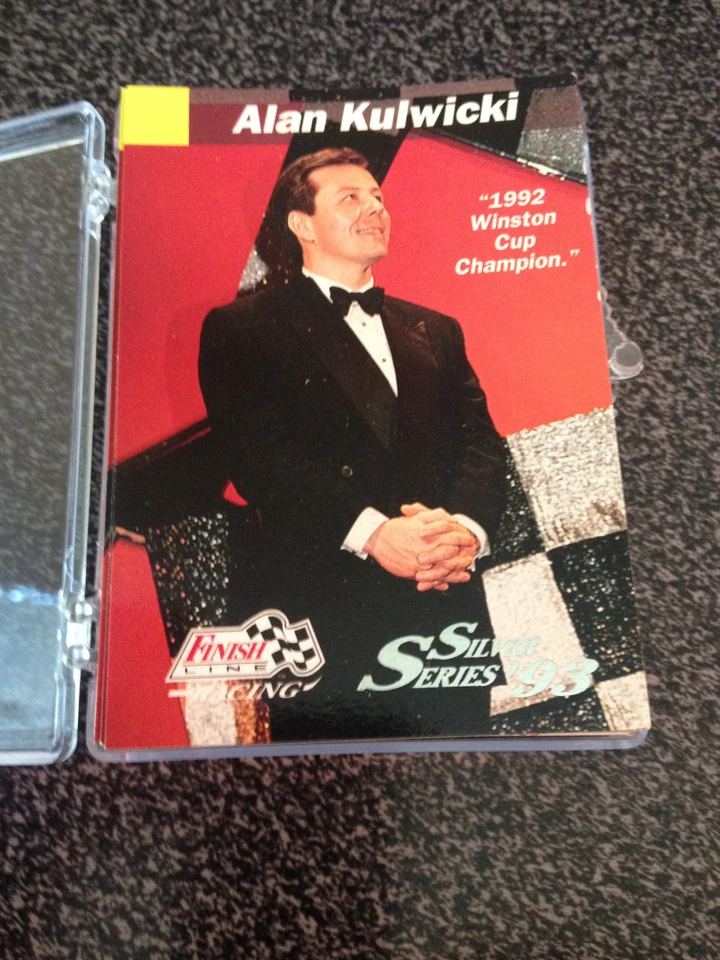 Alan Kulwicki
“1992
Winston
Cup
Champion.”
FINISH
LINE
RACING
SILVER
SERIES '93